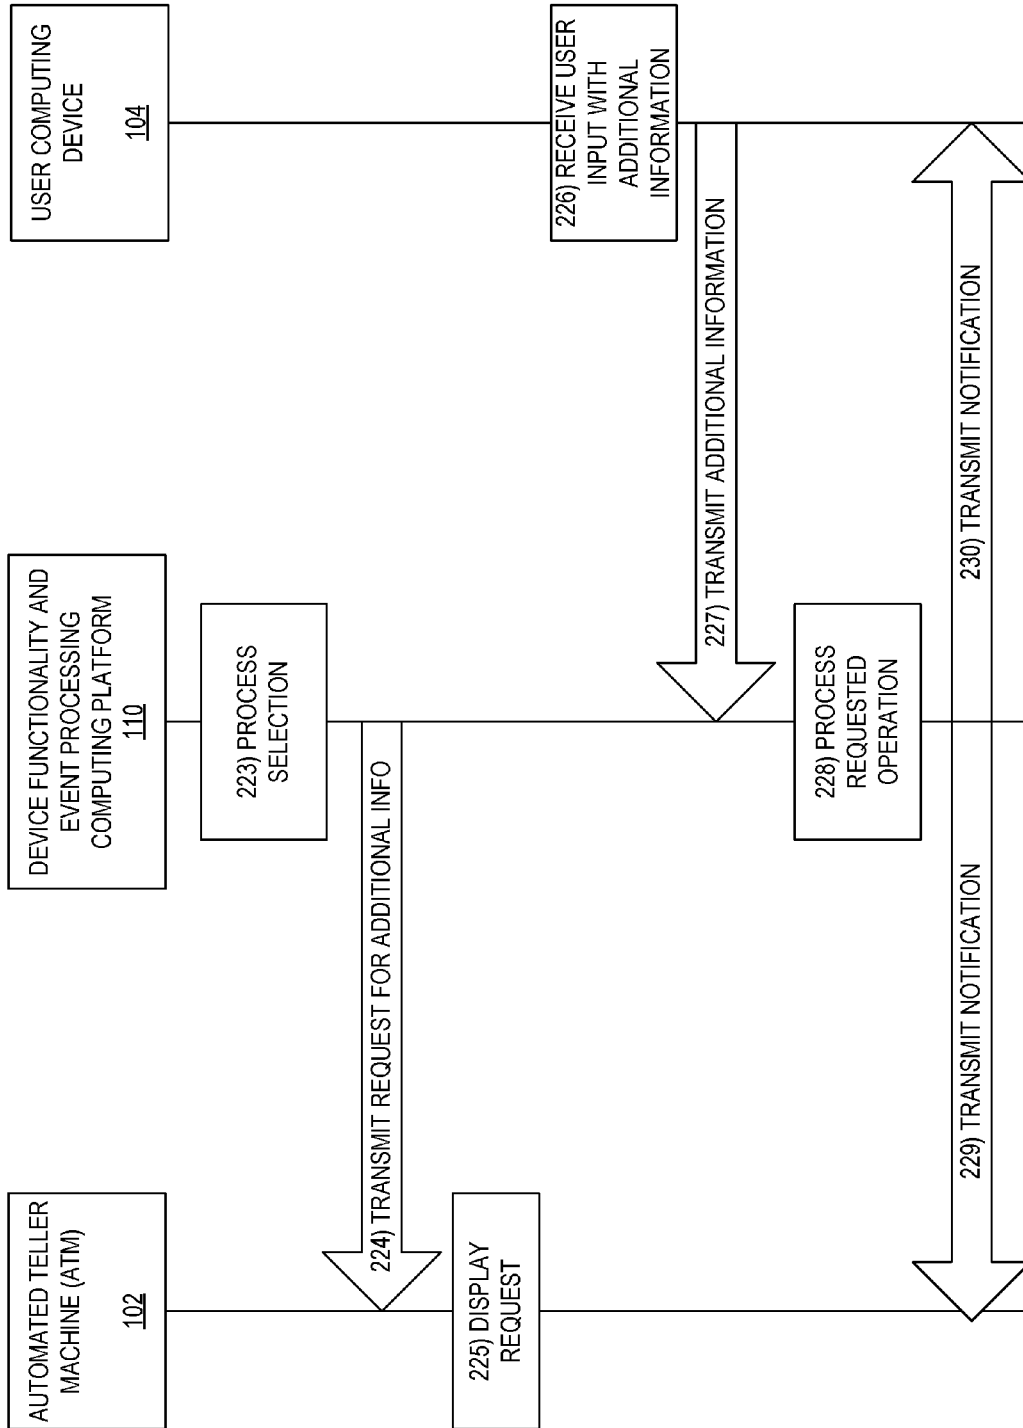 AUTOMATED TELLER
MACHINE (ATM)
102
DEVICE FUNCTIONALITY AND
EVENT PROCESSING
COMPUTING PLATFORM
110
USER COMPUTING
DEVICE
104
223) PROCESS
SELECTION
224) TRANSMIT REQUEST FOR ADDITIONAL INFO
225) DISPLAY
REQUEST
226) RECEIVE USER
INPUT WITH
ADDITIONAL
INFORMATION
227) TRANSMIT ADDITIONAL INFORMATION
228) PROCESS
REQUESTED
OPERATION
229) TRANSMIT NOTIFICATION
230) TRANSMIT NOTIFICATION